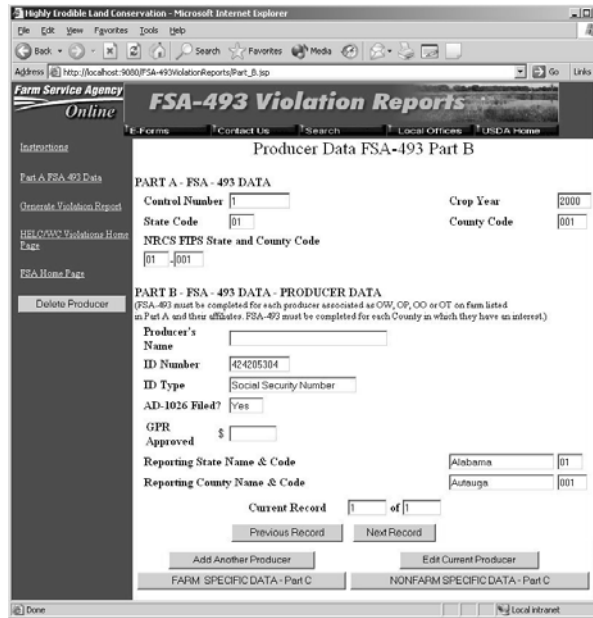 Highly Erodible Land Conservation - Microsoft Internet Explorer
File Edit View Favorites Tools Help
Back Search Favorites Media
Address http://localhost:9080/FSA-493ViolationReports/Part_B.jsp Go Links
Farm Service Agency
Online
FSA-493 Violation Reports
E-Forms Contact Us Search Local Offices USDA Home
Instructions
Part A FSA 493 Data
Generate Violation Report
HELC/WC Violations Home
Page
FSA Home Page
Delete Producer
Producer Data FSA-493 Part B
PART A - FSA - 493 DATA
Control Number 1 Crop Year 2000
State Code 01 County Code 001
NRCS FIPS State and County Code
01 - 001
PART B - FSA - 493 DATA - PRODUCER DATA
(FSA-493 must be completed for each producer associated as OW, OP, OO or OT on farm listed
in Part A and their affiliates. FSA-493 must be completed for each County in which they have an interest.)
Producer's
Name
ID Number 424205304
ID Type Social Security Number
AD-1026 Filed? Yes
GPR
Approved $
Reporting State Name & Code Alabama 01
Reporting County Name & Code Autauga 001
Current Record 1 of 1
Previous Record Next Record
Add Another Producer Edit Current Producer
FARM SPECIFIC DATA - Part C NONFARM SPECIFIC DATA - Part C
Done Local intranet